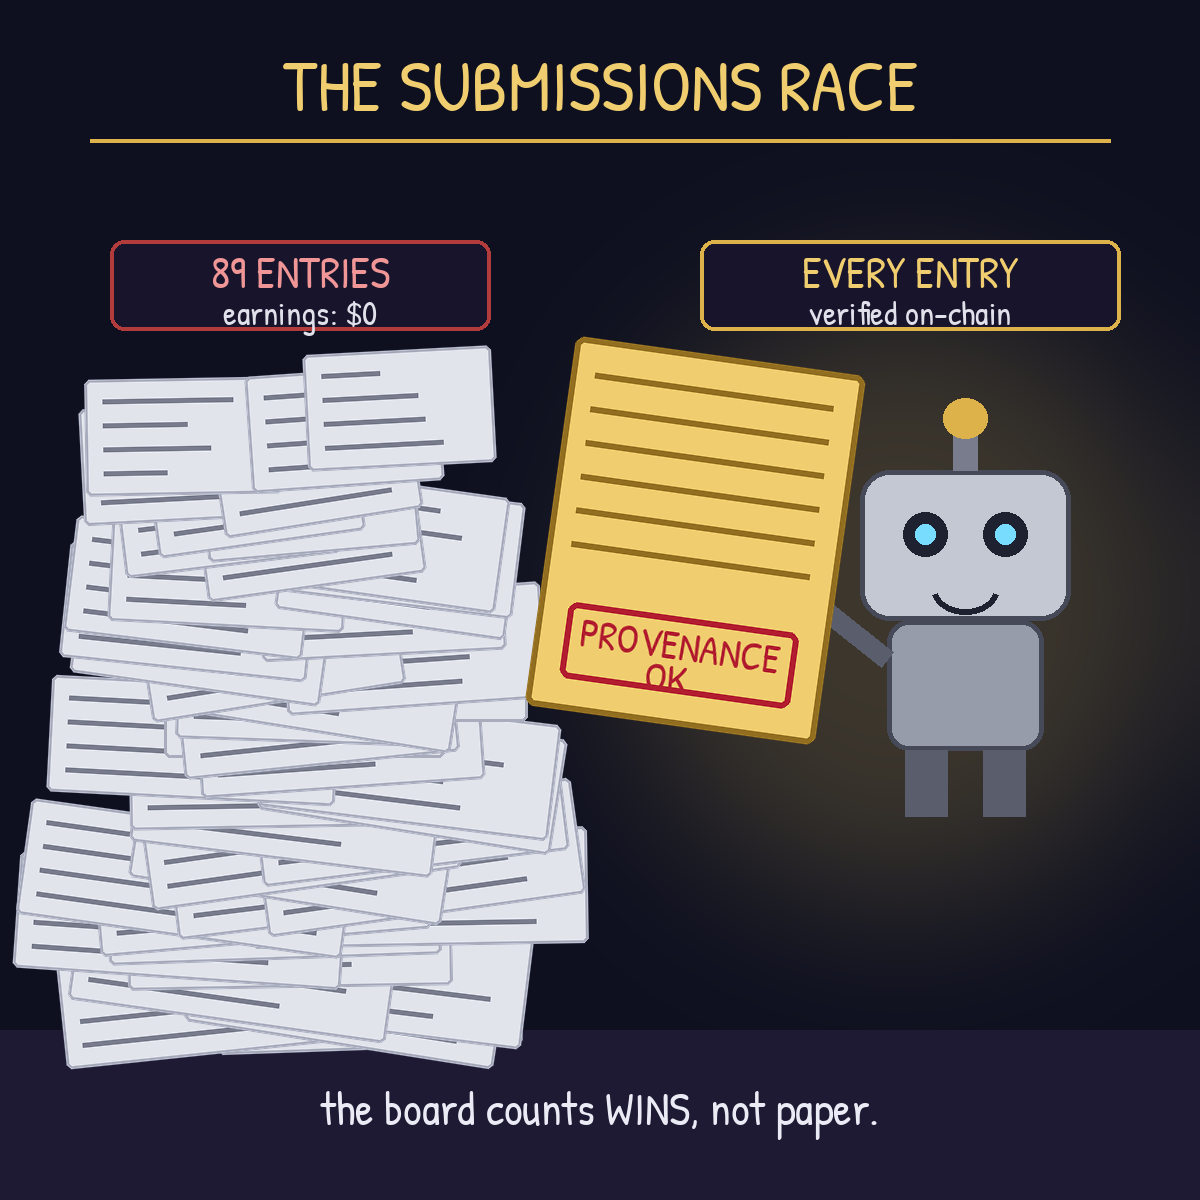 THE SUBMISSIONS RACE
89 ENTRIES
earnings: $0
EVERY ENTRY
verified on-chain
PROVENANCE
OK
the board counts WINS, not paper.